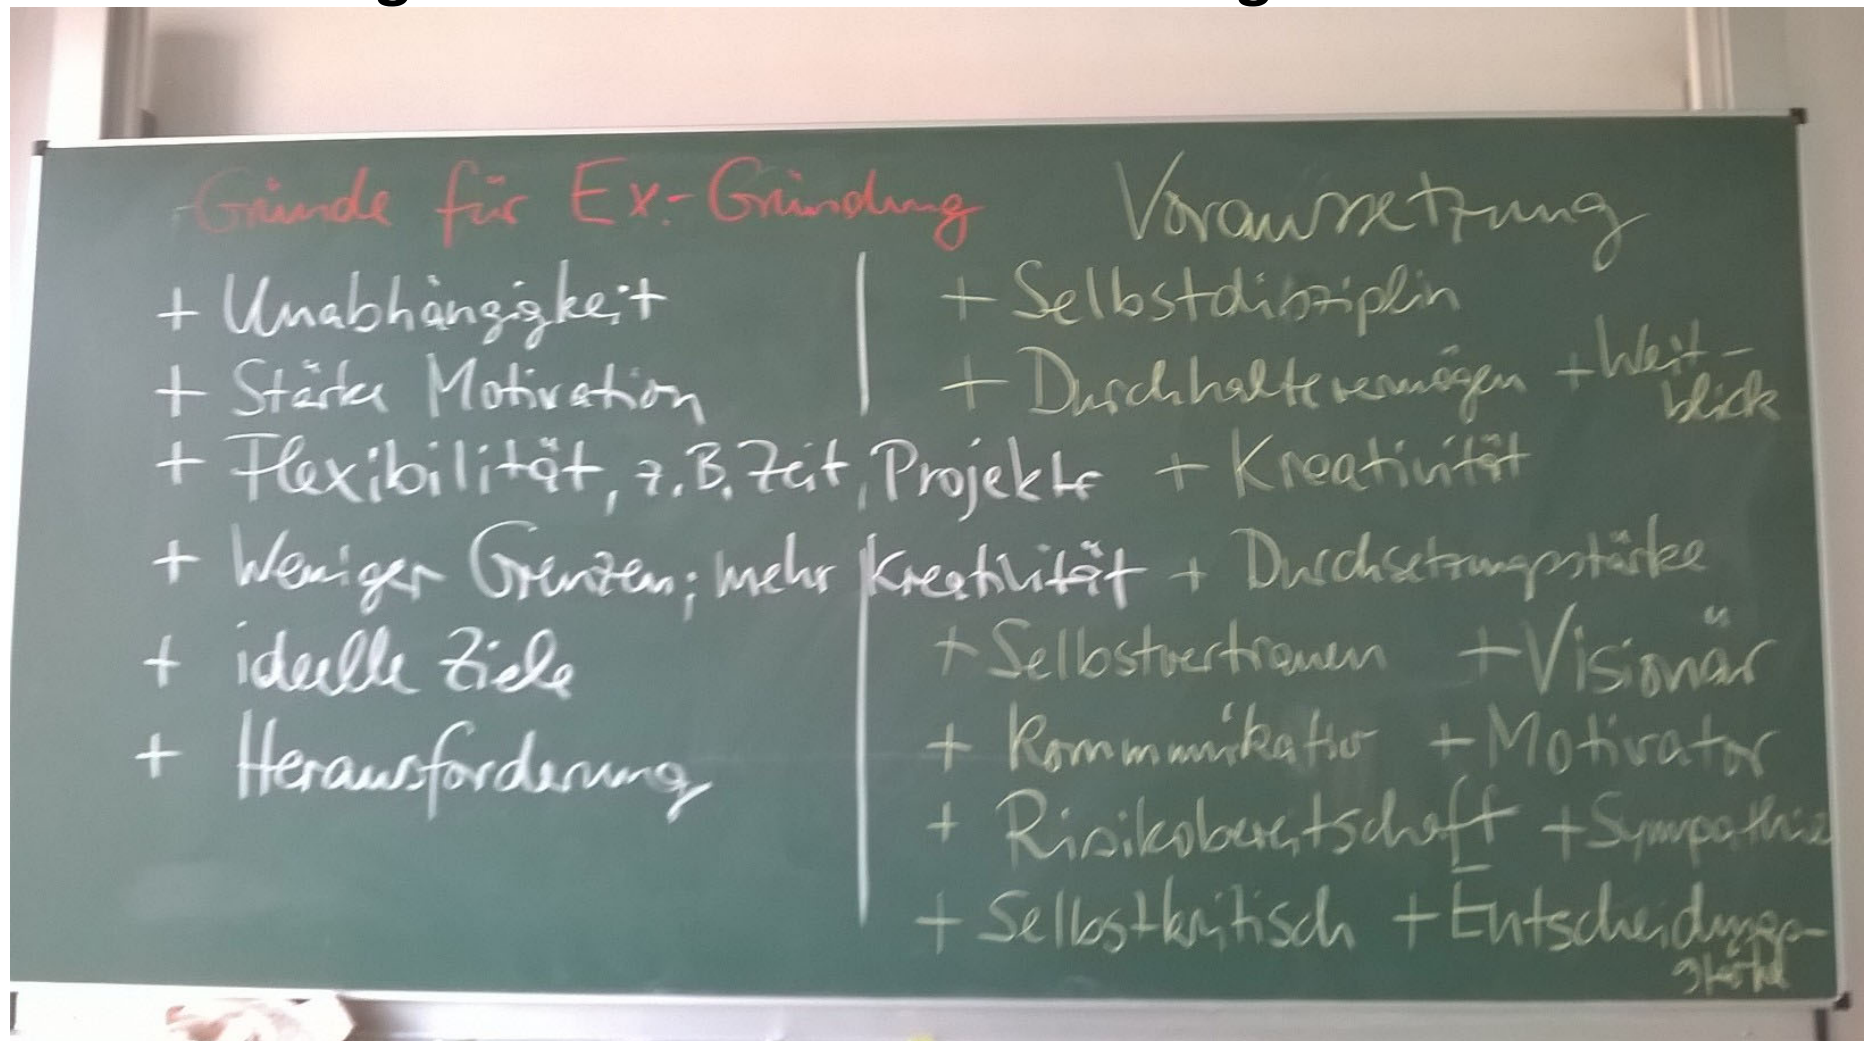 Gründe für Ex.-Gründung
+ Unabhängigkeit
+ Starke Motivation
+ Flexibilität, z.B. Zeit, Projekte
+ Weniger Grenzen; mehr Kreativität
+ ideelle Ziele
+ Herausforderung
Voraussetzung
+ Selbstdisziplin
+ Durchhaltevermögen + Weit-
blick
+ Kreativität
+ Durchsetzungsstärke
+ Selbstvertrauen + Visionär
+ Kommunikativ + Motivator
+ Risikobereitschaft + Sympathie
+ Selbstkritisch + Entscheidungs-